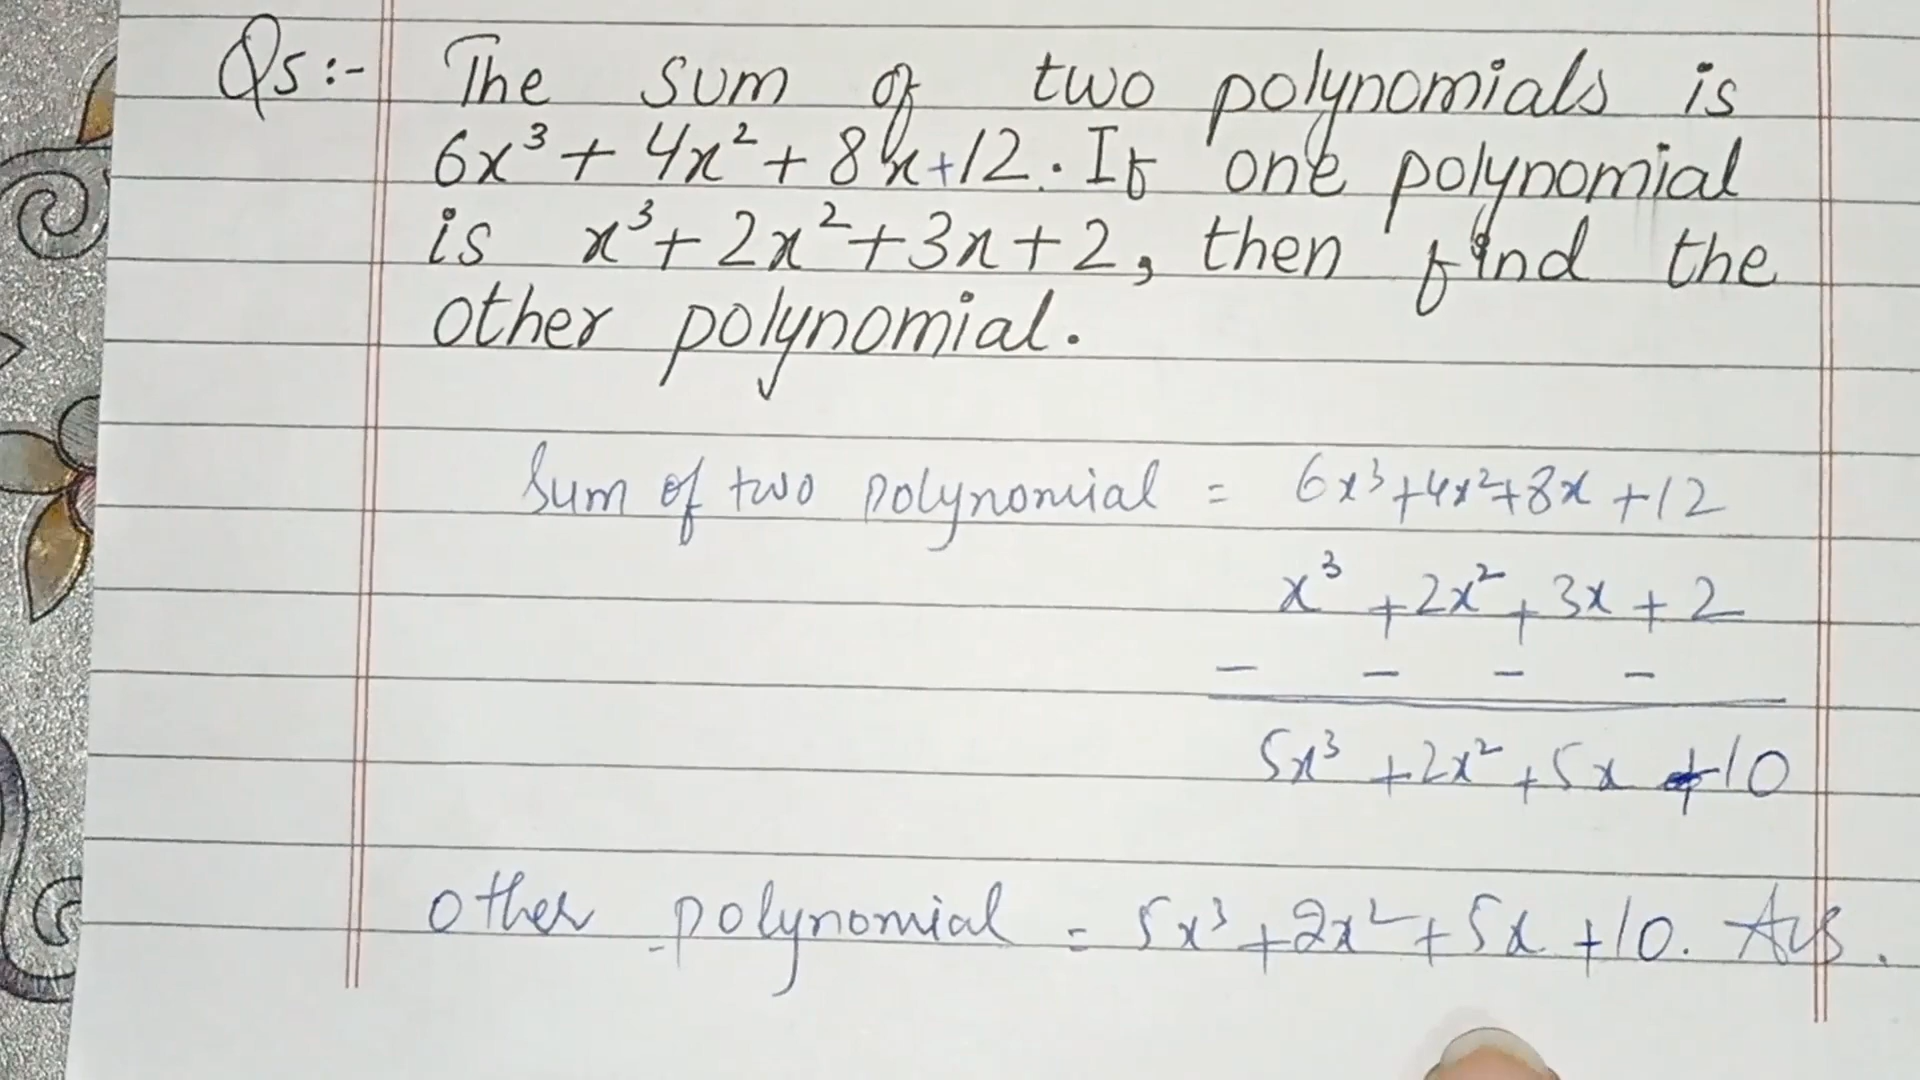 Q5:- The sum of two polynomials is
6x³ + 4x² + 8x+12. If one polynomial
is x³+ 2x²+3x+2, then find the
other polynomial.
Sum of two polynomial = 6x³+4x²+8x +12
x³ +2x² + 3x + 2
− − − −
5x³ +2x² +5x +10
other polynomial = 5x³+2x²+5x +10. Ans.